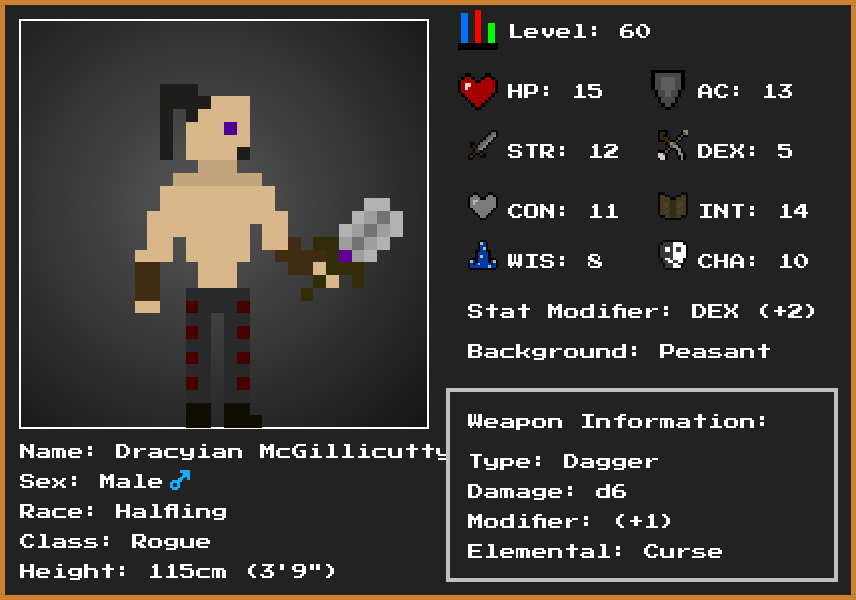 Level: 60
HP: 15
AC: 13
STR: 12
DEX: 5
CON: 11
INT: 14
WIS: 8
CHA: 10
Stat Modifier: DEX (+2)
Background: Peasant
Weapon Information:
Type: Dagger
Damage: d6
Modifier: (+1)
Elemental: Curse
Name: Dracyian McGillicutty
Sex: Male ♂
Race: Halfling
Class: Rogue
Height: 115cm (3'9")